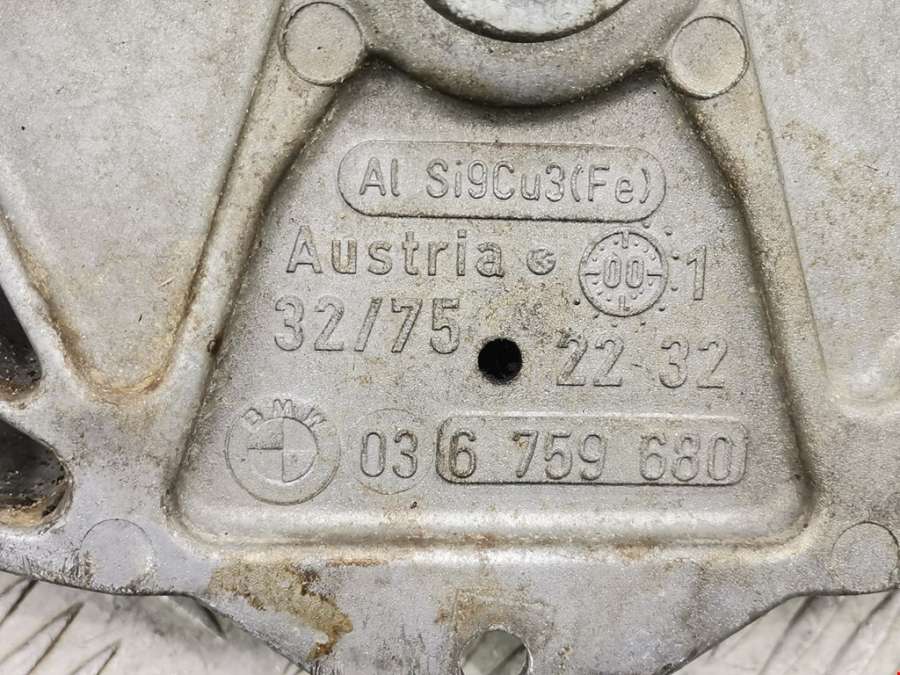 Al Si9Cu3(Fe)
Austria 00 1
32/75
22 32
BMW 03 6 759 680